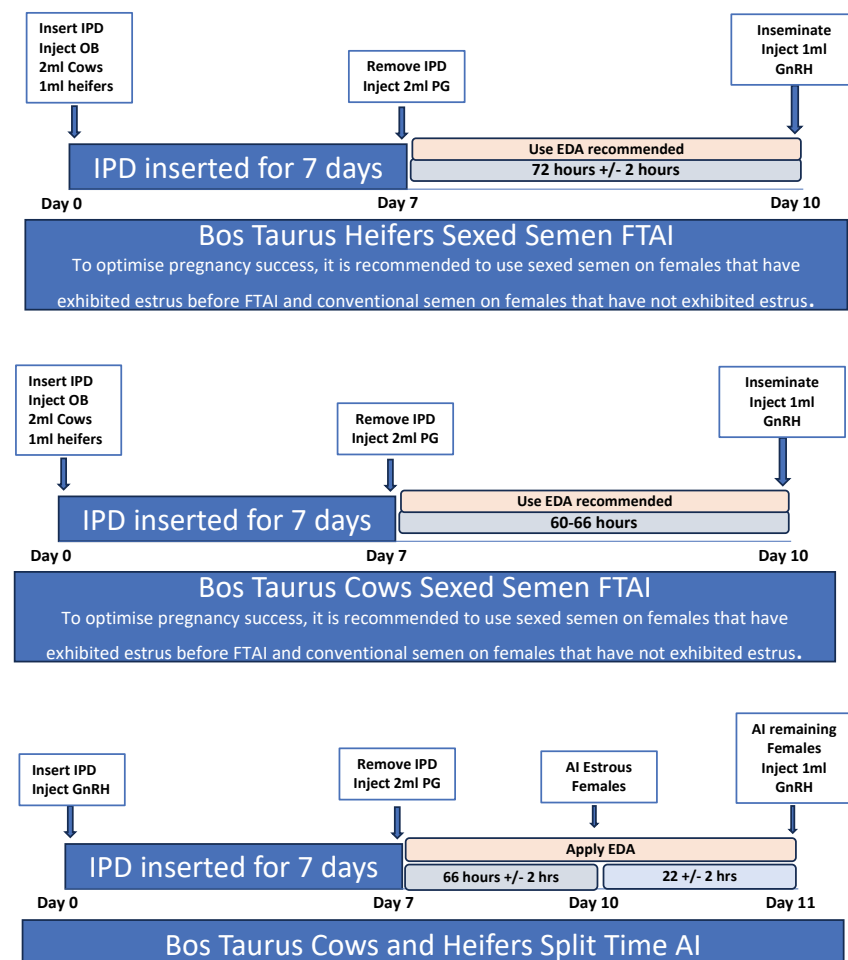 Insert IPD
Inject OB
2ml Cows
1ml heifers
Remove IPD
Inject 2ml PG
Inseminate
Inject 1ml
GnRH
Use EDA recommended
IPD inserted for 7 days
72 hours +/- 2 hours
Day 0
Day 7
Day 10
Bos Taurus Heifers Sexed Semen FTAI
To optimise pregnancy success, it is recommended to use sexed semen on females that have
exhibited estrus before FTAI and conventional semen on females that have not exhibited estrus.
Insert IPD
Inject OB
2ml Cows
1ml heifers
Remove IPD
Inject 2ml PG
Inseminate
Inject 1ml
GnRH
Use EDA recommended
IPD inserted for 7 days
60-66 hours
Day 0
Day 7
Day 10
Bos Taurus Cows Sexed Semen FTAI
To optimise pregnancy success, it is recommended to use sexed semen on females that have
exhibited estrus before FTAI and conventional semen on females that have not exhibited estrus.
Insert IPD
Inject GnRH
Remove IPD
Inject 2ml PG
AI Estrous
Females
AI remaining
Females
Inject 1ml
GnRH
Apply EDA
IPD inserted for 7 days
66 hours +/- 2 hrs
22 +/- 2 hrs
Day 0
Day 7
Day 10
Day 11
Bos Taurus Cows and Heifers Split Time AI